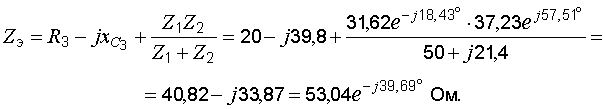 Zэ = R3 − jxC3 + Z1Z2 / (Z1 + Z2) = 20 − j39,8 + 31,62e^−j18,43° · 37,23e^j57,51° / (50 + j21,4) =
= 40,82 − j33,87 = 53,04e^−j39,69° Ом.